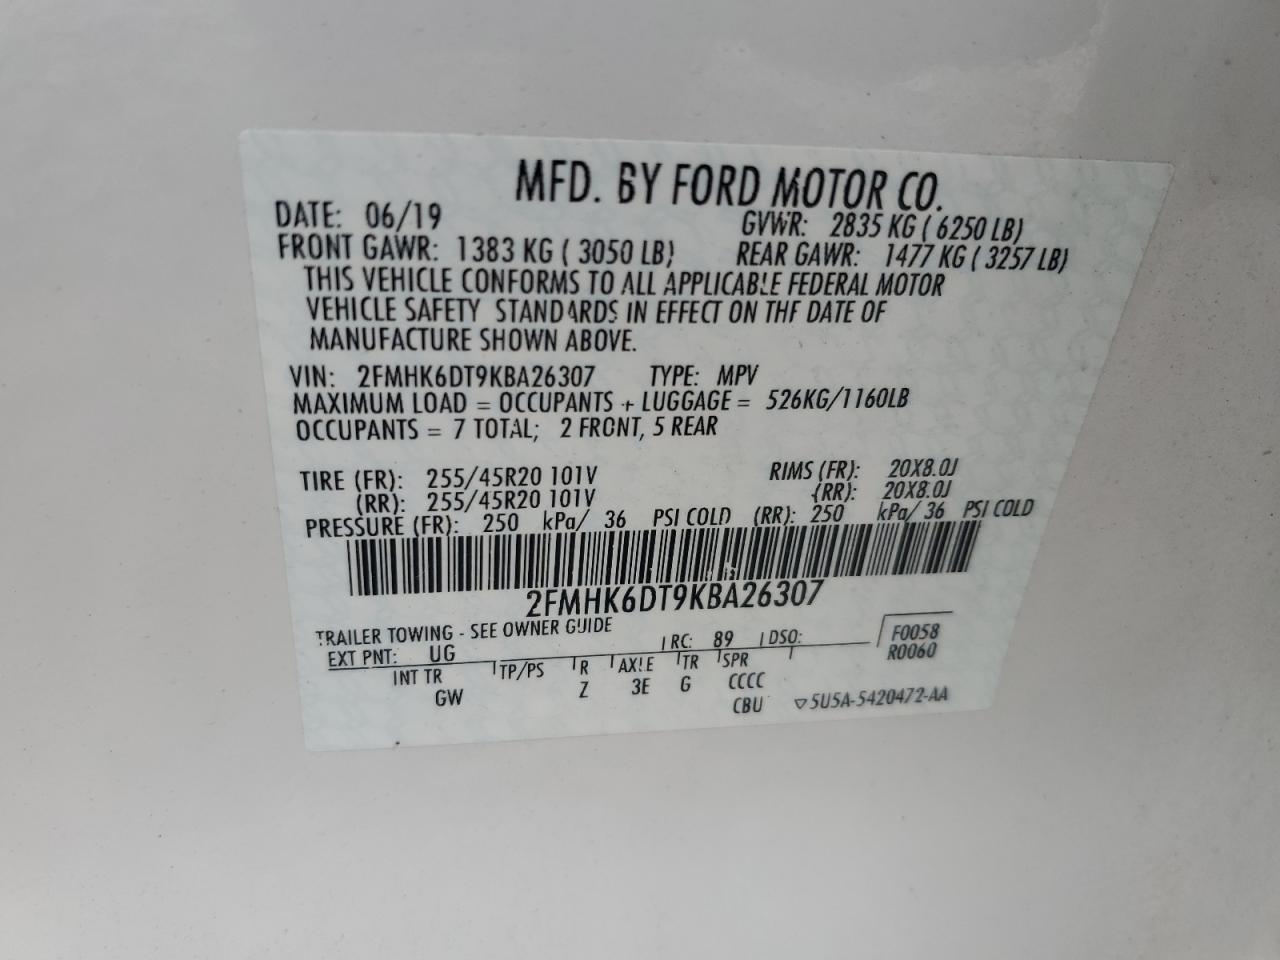 MFD. BY FORD MOTOR CO.
DATE: 06/19 GVWR: 2835 KG ( 6250 LB)
FRONT GAWR: 1383 KG ( 3050 LB) REAR GAWR: 1477 KG ( 3257 LB)
THIS VEHICLE CONFORMS TO ALL APPLICABLE FEDERAL MOTOR
VEHICLE SAFETY STANDARDS IN EFFECT ON THE DATE OF
MANUFACTURE SHOWN ABOVE.
VIN: 2FMHK6DT9KBA26307 TYPE: MPV
MAXIMUM LOAD = OCCUPANTS + LUGGAGE = 526KG/1160LB
OCCUPANTS = 7 TOTAL; 2 FRONT, 5 REAR
TIRE (FR): 255/45R20 101V RIMS (FR): 20X8.0J
(RR): 255/45R20 101V (RR): 20X8.0J
PRESSURE (FR): 250 kPa/ 36 PSI COLD (RR): 250 kPa/ 36 PSI COLD
2FMHK6DT9KBA26307
TRAILER TOWING - SEE OWNER GUIDE
EXT PNT: UG RC: 89 DSO: F0058
R0060
INT TR TP/PS R AXLE TR SPR
GW Z 3E G CCCC
CBU ▽5U5A-5420472-AA